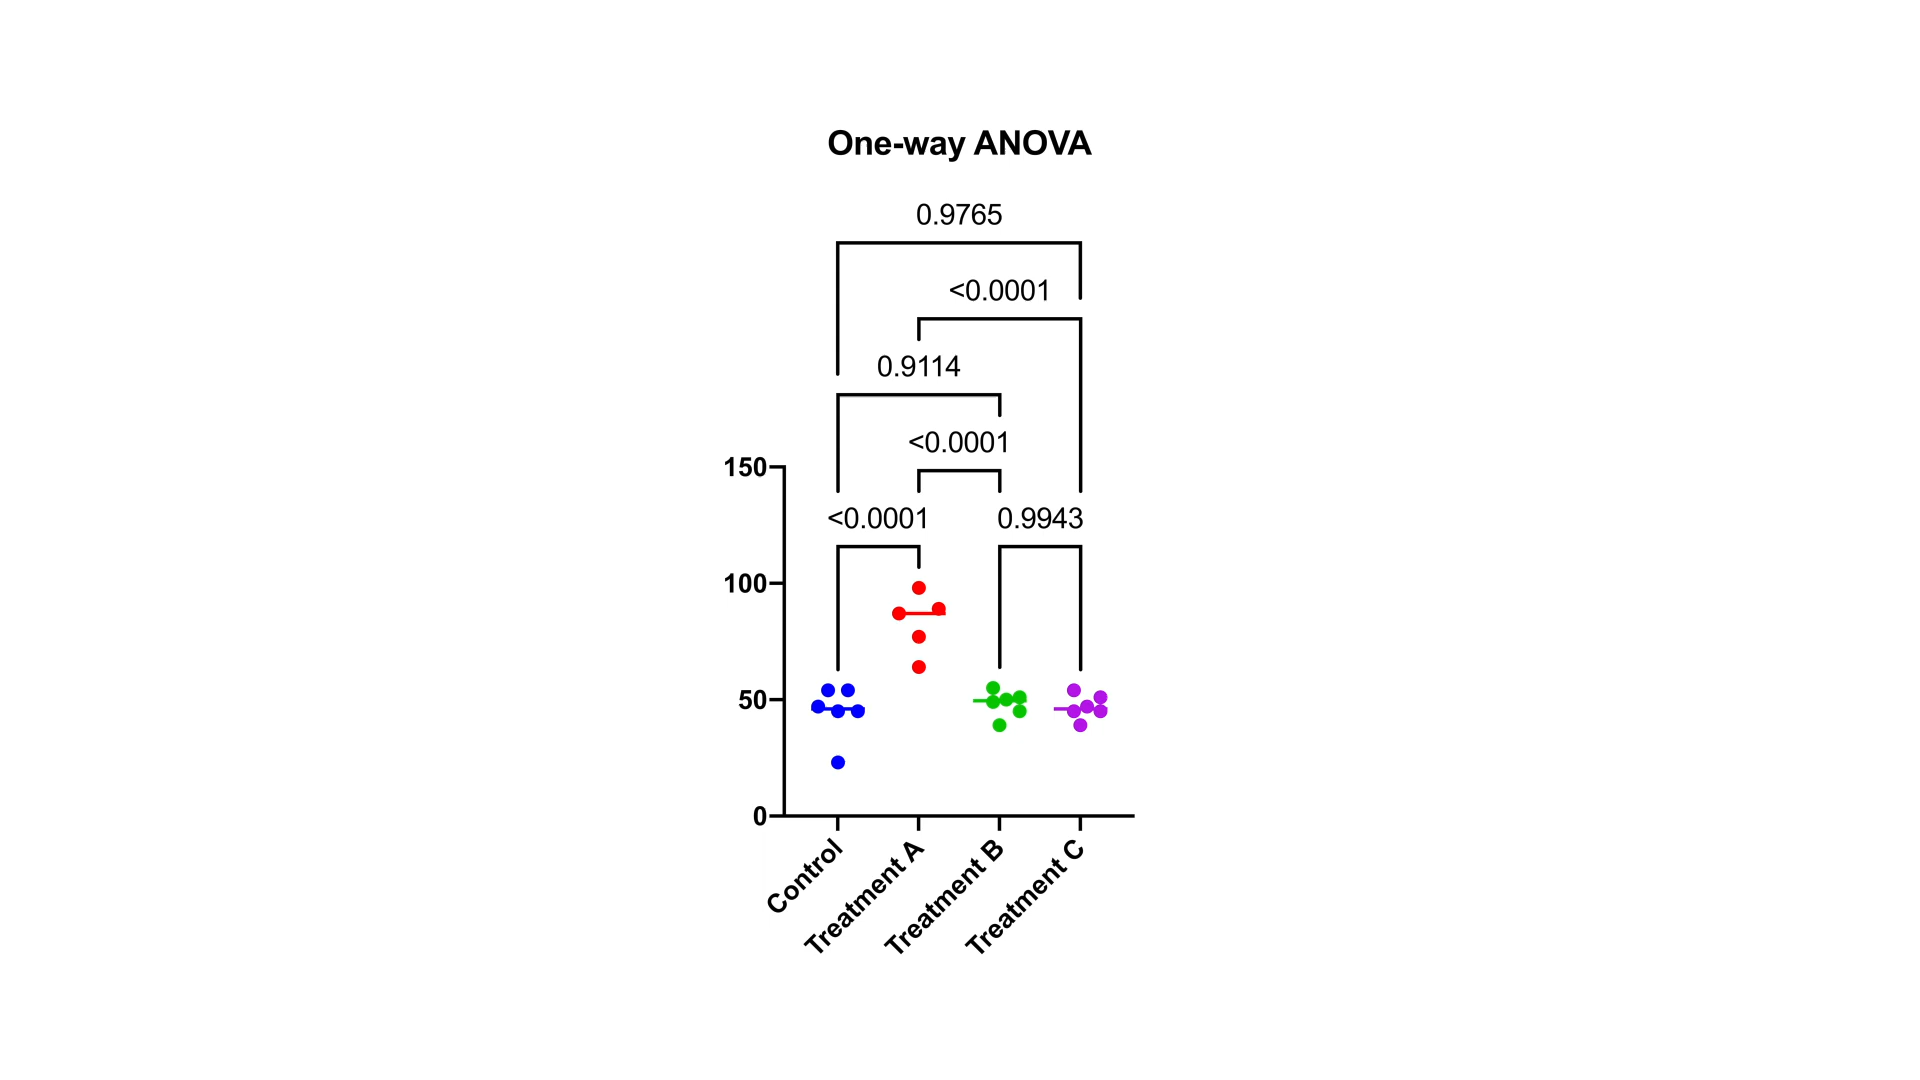 One-way ANOVA
0.9765
<0.0001
0.9114
<0.0001
150
<0.0001
0.9943
100
50
0
Control
Treatment A
Treatment B
Treatment C